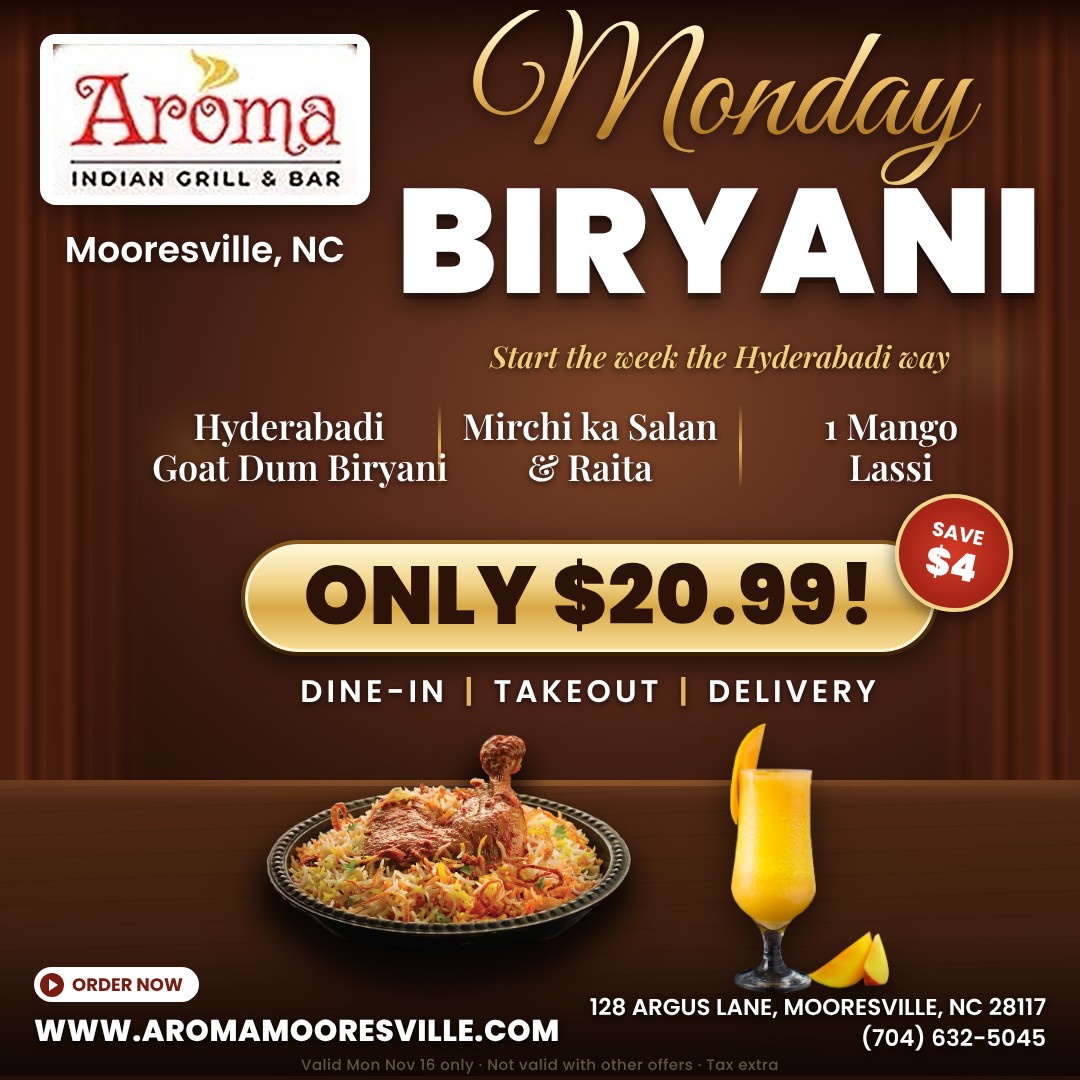 Aroma
INDIAN GRILL & BAR
Mooresville, NC
Monday
BIRYANI
Start the week the Hyderabadi way
Hyderabadi
Goat Dum Biryani
Mirchi ka Salan
& Raita
1 Mango
Lassi
SAVE
$4
ONLY $20.99!
DINE-IN | TAKEOUT | DELIVERY
ORDER NOW
WWW.AROMAMOORESVILLE.COM
128 ARGUS LANE, MOORESVILLE, NC 28117
(704) 632-5045
Valid Mon Nov 16 only · Not valid with other offers · Tax extra